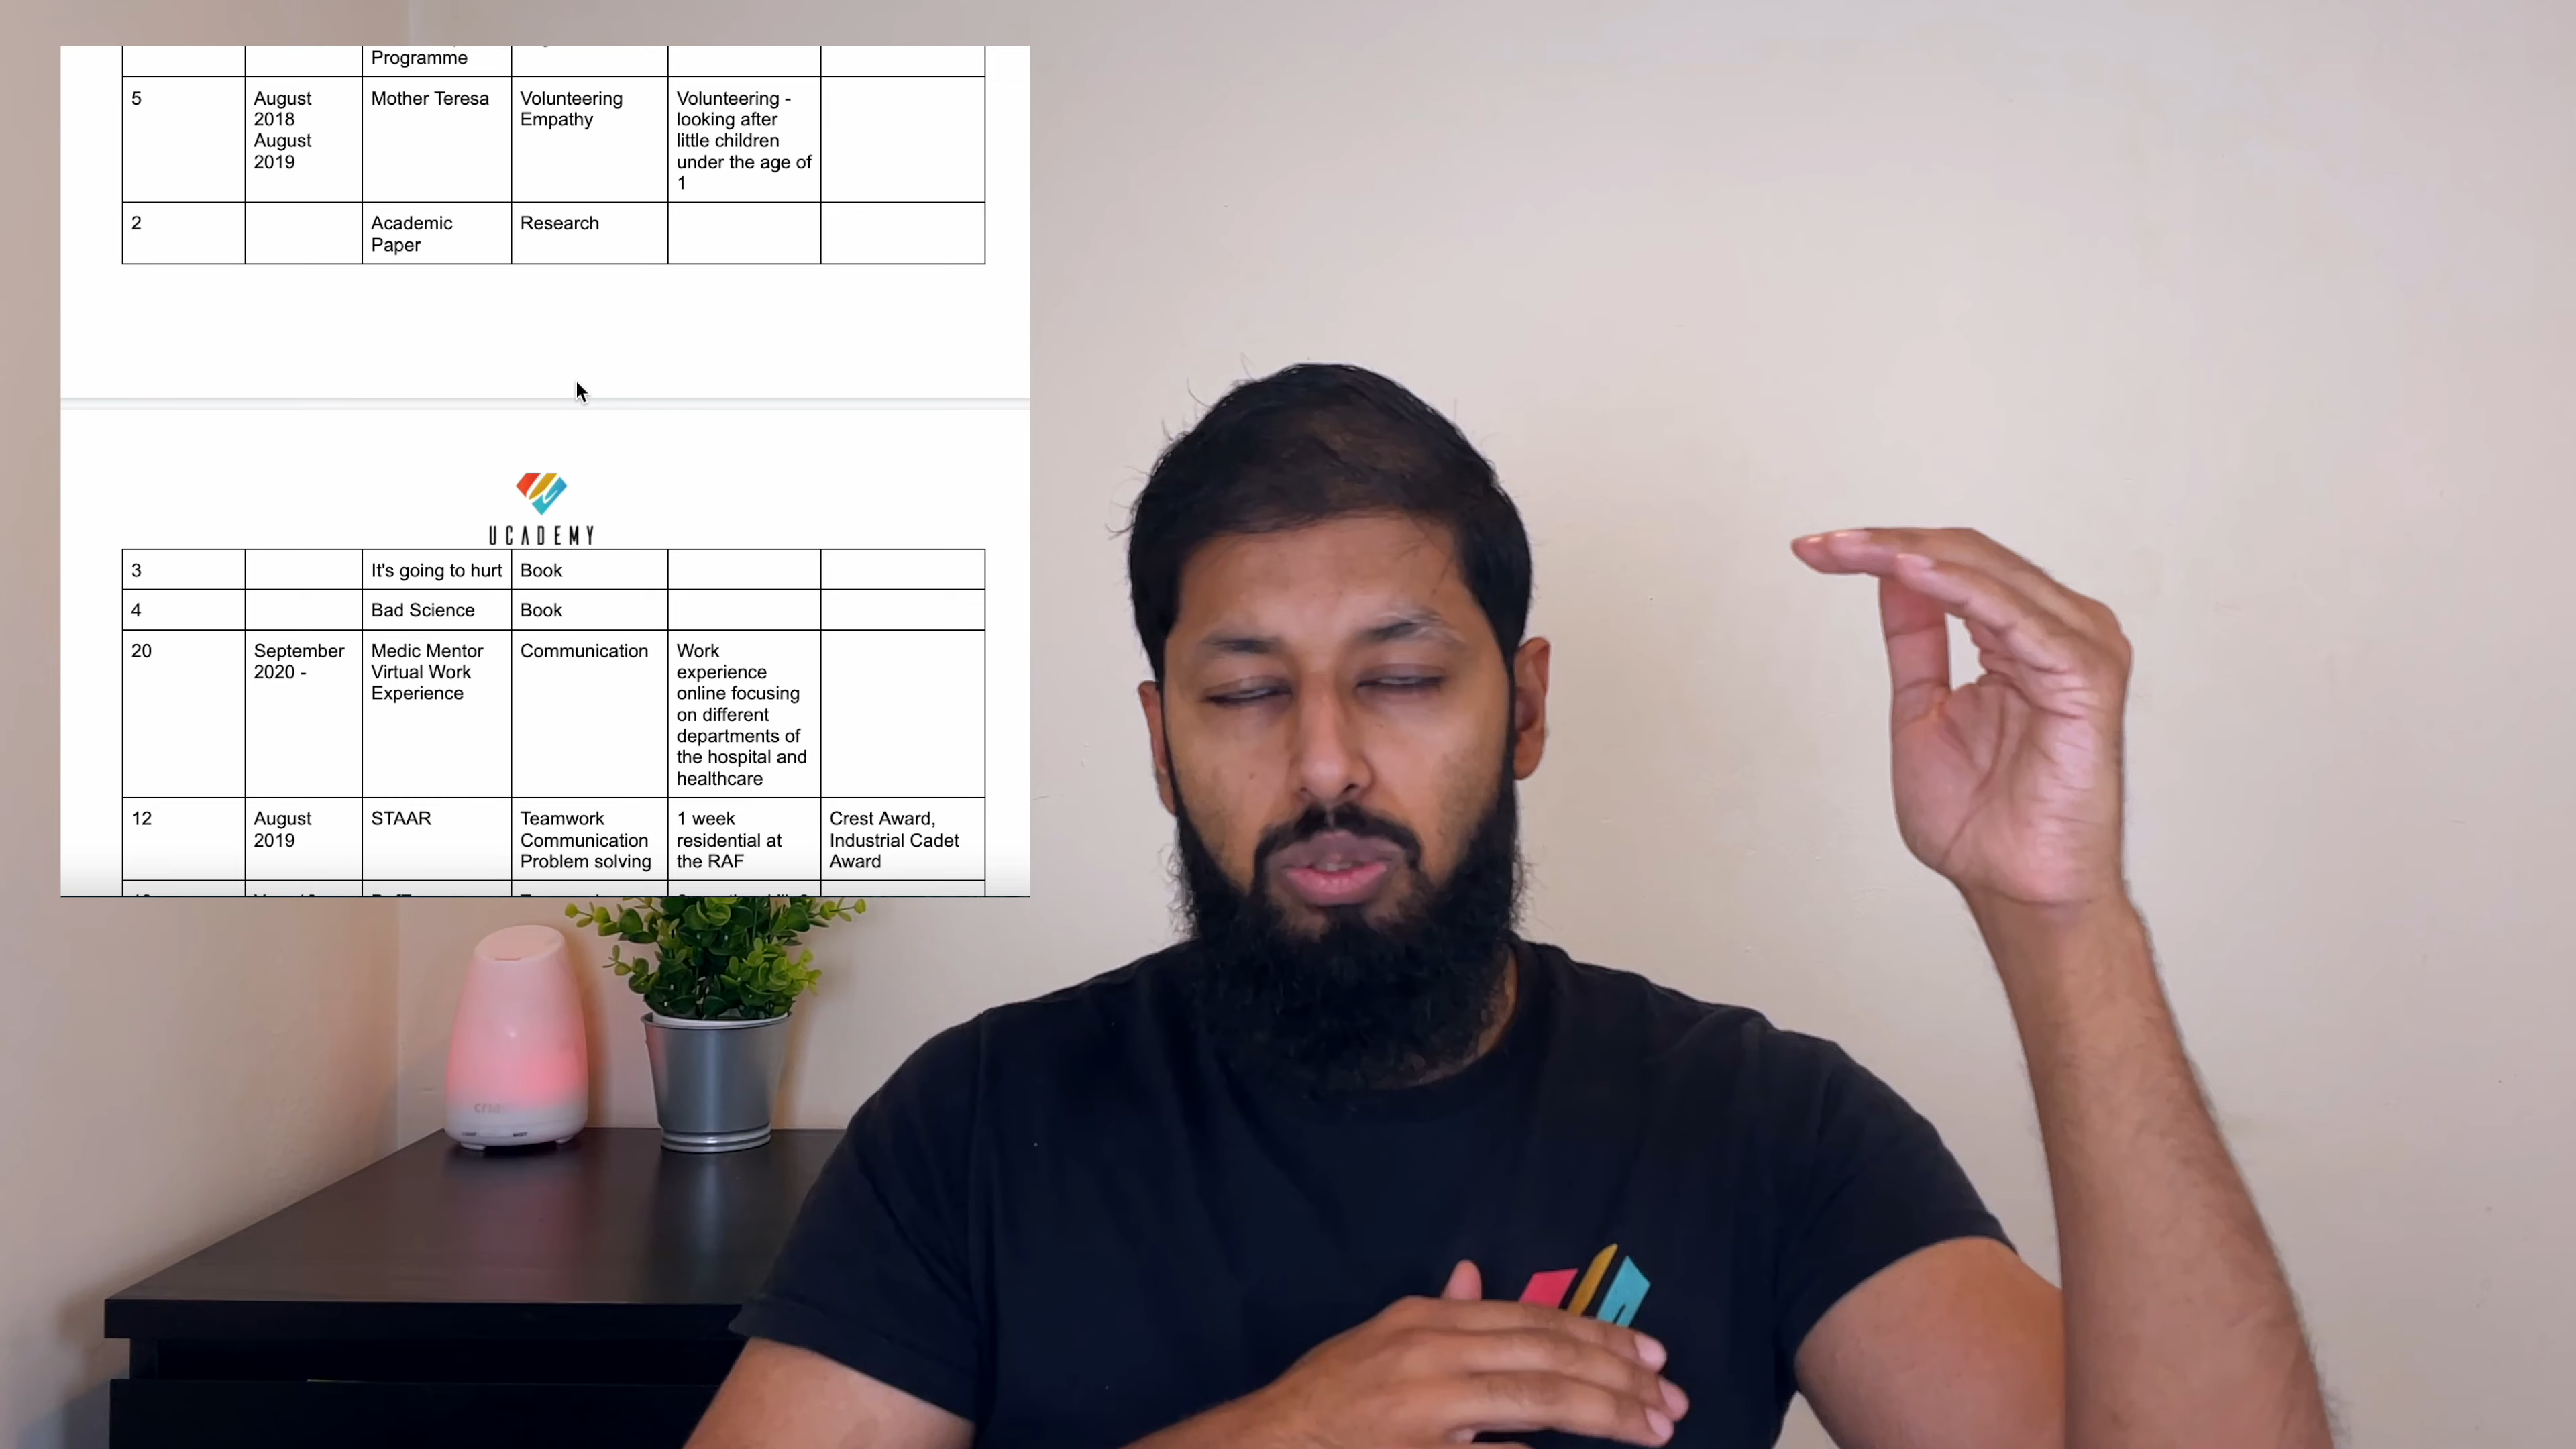 Programme
5 August Mother Teresa Volunteering Volunteering -
2018 Empathy looking after
August little children
2019 under the age of
1
2 Academic Research
Paper
UCADEMY
3 It's going to hurt Book
4 Bad Science Book
20 September Medic Mentor Communication Work
2020 - Virtual Work experience
Experience online focusing
on different
departments of
the hospital and
healthcare
12 August STAAR Teamwork 1 week Crest Award,
2019 Communication residential at Industrial Cadet
Problem solving the RAF Award